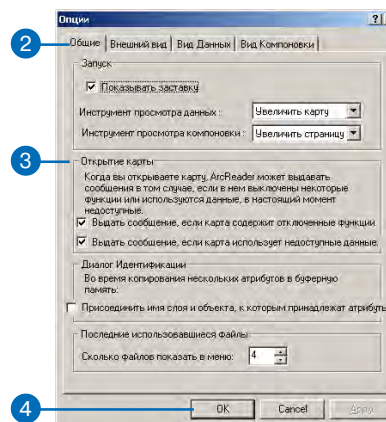 Опции
?
2
Общие Внешний вид Вид Данных Вид Компоновки
Запуск
Показывать заставку
Инструмент просмотра данных : Увеличить карту
Инструмент просмотра компоновки : Увеличить страницу
3
Открытие карты
Когда вы открываете карту, ArcReader может выдавать
сообщения в том случае, если в нем выключены некоторые
функции или используются данные, в настоящий момент
недоступные.
Выдать сообщение, если карта содержит отключенные функции
Выдать сообщение, если карта использует недоступные данные.
Диалог Идентификации
Во время копирования нескольких атрибутов в буферную
память:
Присоединить имя слоя и объекта, к которым принадлежат атрибуты
Последние использовавшиеся файлы
Сколько файлов показать в меню: 4
4
OK Cancel Apply